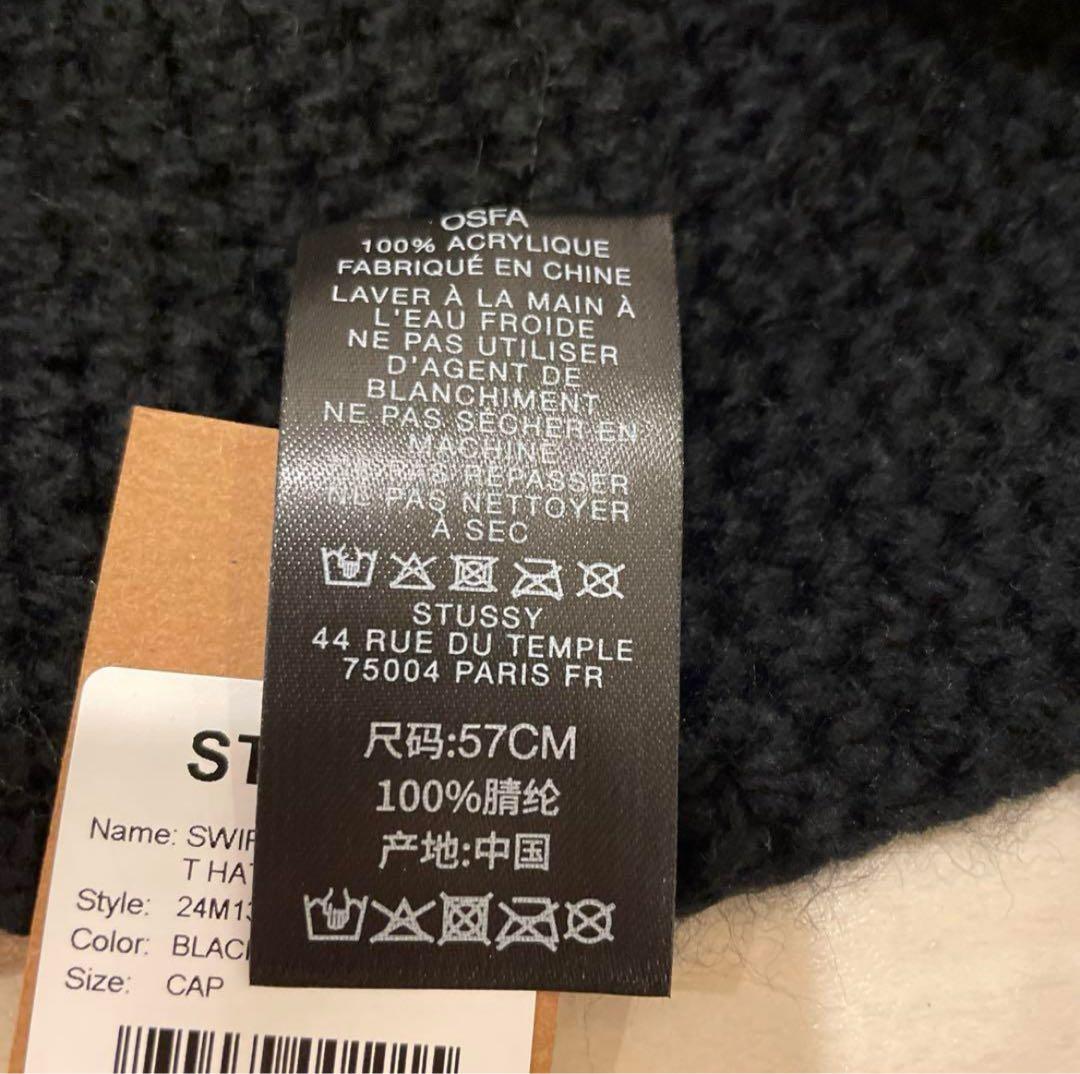 OSFA
100% ACRYLIQUE
FABRIQUÉ EN CHINE
LAVER À LA MAIN À
L'EAU FROIDE
NE PAS UTILISER
D'AGENT DE
BLANCHIMENT
NE PAS SÉCHER EN
MACHINE
NE PAS REPASSER
NE PAS NETTOYER
À SEC
STUSSY
44 RUE DU TEMPLE
75004 PARIS FR
尺码:57CM
100%腈纶
产地:中国
ST
Name: SWIF
T HAT
Style: 24M13
Color: BLAC
Size: CAP